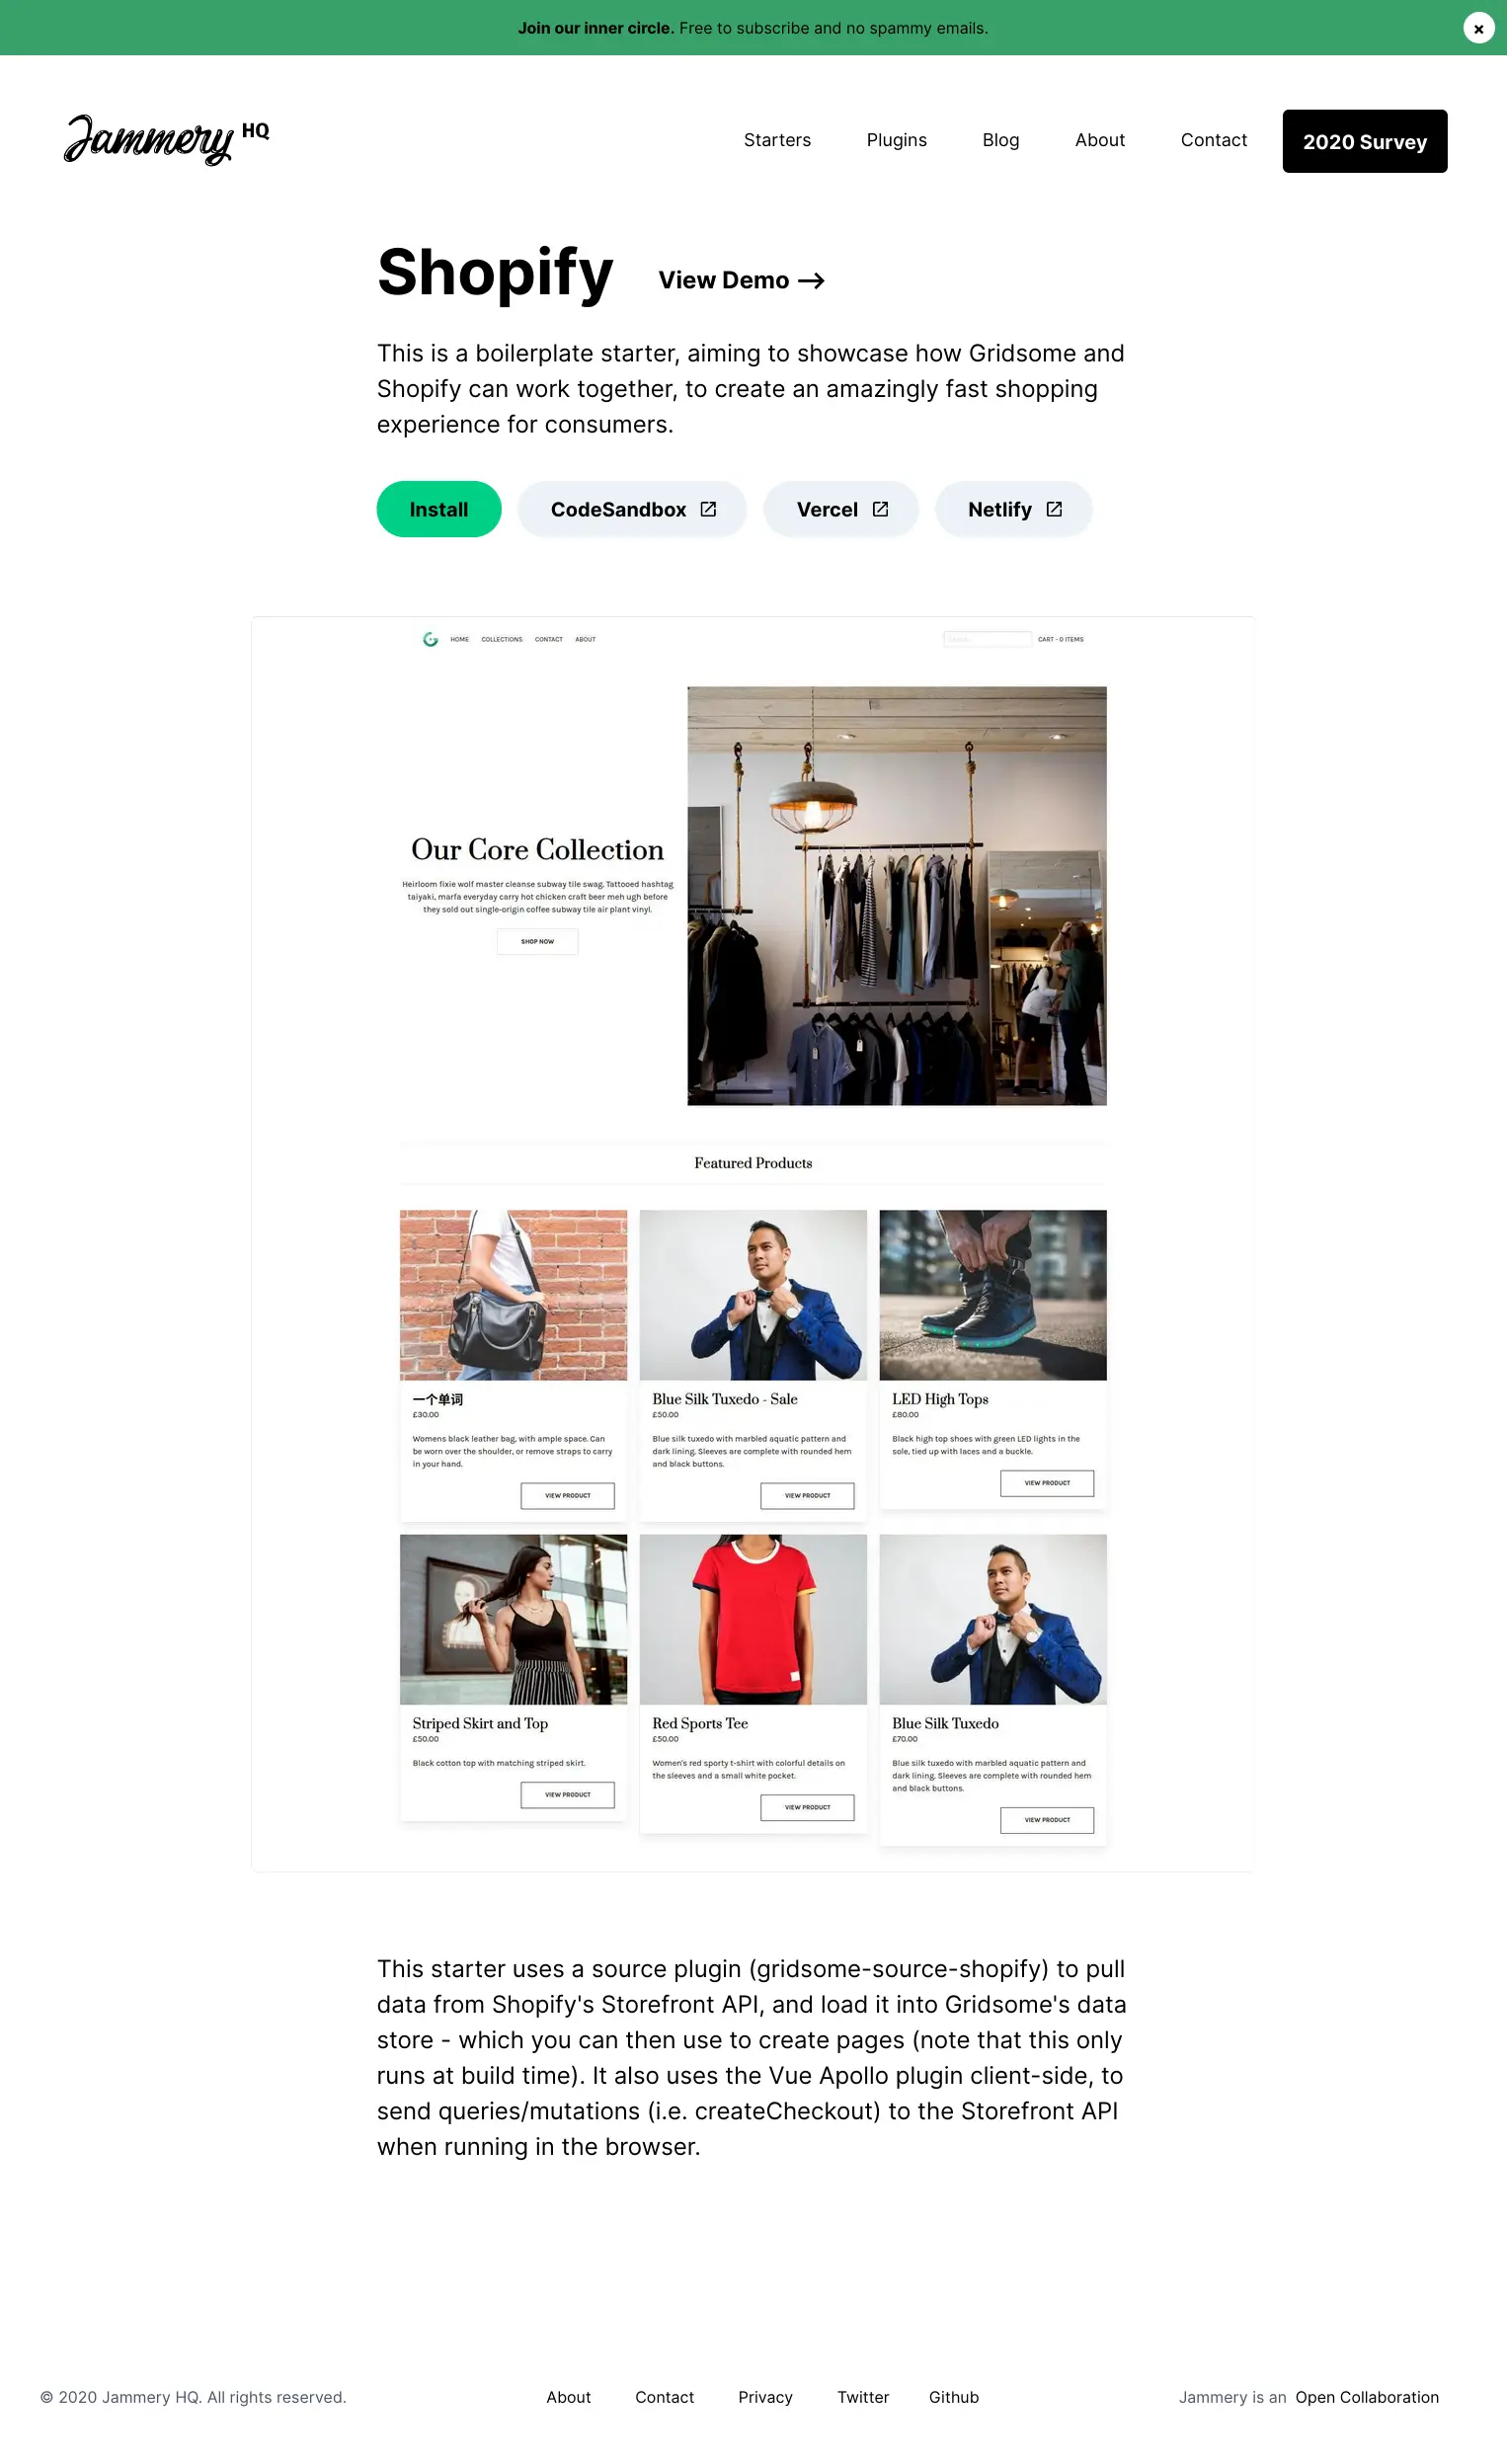 Join our inner circle. Free to subscribe and no spammy emails.
×
Jammery HQ
Starters Plugins Blog About Contact 2020 Survey
Shopify View Demo →
This is a boilerplate starter, aiming to showcase how Gridsome and
Shopify can work together, to create an amazingly fast shopping
experience for consumers.
Install CodeSandbox Vercel Netlify
HOME COLLECTIONS CONTACT ABOUT CART - 0 ITEMS
Our Core Collection
Heirloom fixie wolf master cleanse subway tile swag. Tattooed hashtag
taiyaki, marfa everyday carry hot chicken craft beer meh ugh before
they sold out single-origin coffee subway tile air plant vinyl.
SHOP NOW
Featured Products
一个单词
£30.00
Womens black leather bag, with ample space. Can
be worn over the shoulder, or remove straps to carry
in your hand.
VIEW PRODUCT
Blue Silk Tuxedo - Sale
£50.00
Blue silk tuxedo with marbled aquatic pattern and
dark lining. Sleeves are complete with rounded hem
and black buttons.
VIEW PRODUCT
LED High Tops
£80.00
Black high top shoes with green LED lights in the
sole, tied up with laces and a buckle.
VIEW PRODUCT
Striped Skirt and Top
£50.00
Black cotton top with matching striped skirt.
VIEW PRODUCT
Red Sports Tee
£50.00
Women's red sporty t-shirt with colorful details on
the sleeves and a small white pocket.
VIEW PRODUCT
Blue Silk Tuxedo
£70.00
Blue silk tuxedo with marbled aquatic pattern and
dark lining. Sleeves are complete with rounded hem
and black buttons.
VIEW PRODUCT
This starter uses a source plugin (gridsome-source-shopify) to pull
data from Shopify's Storefront API, and load it into Gridsome's data
store - which you can then use to create pages (note that this only
runs at build time). It also uses the Vue Apollo plugin client-side, to
send queries/mutations (i.e. createCheckout) to the Storefront API
when running in the browser.
© 2020 Jammery HQ. All rights reserved. About Contact Privacy Twitter Github Jammery is an Open Collaboration